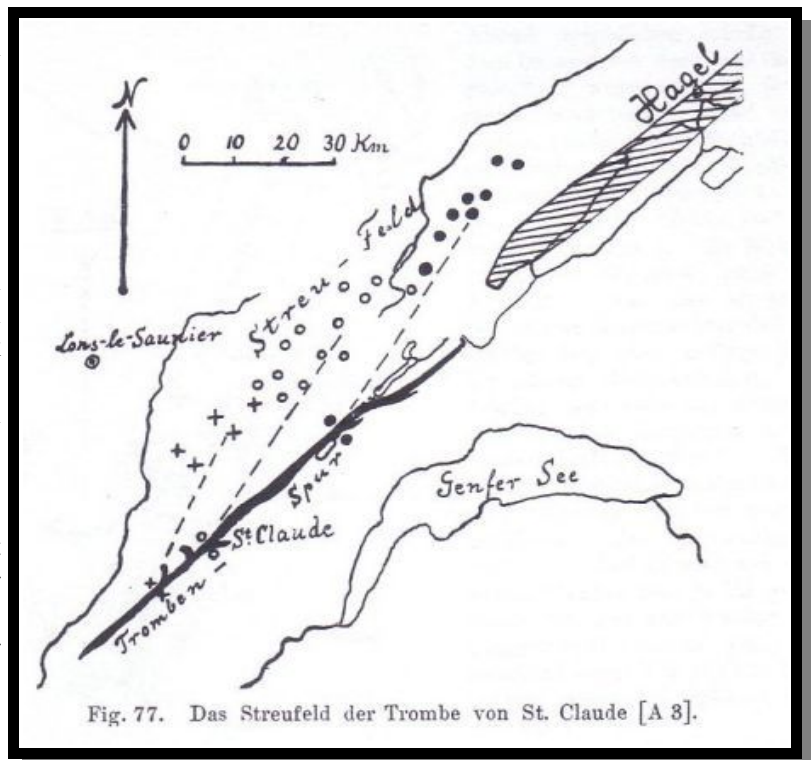 N
0 10 20 30 Km
Hagel
Streu-Feld
Lons-le-Saunier
St. Claude
Tromben-Spur
Genfer See
Fig. 77. Das Streufeld der Trombe von St. Claude [A 3].